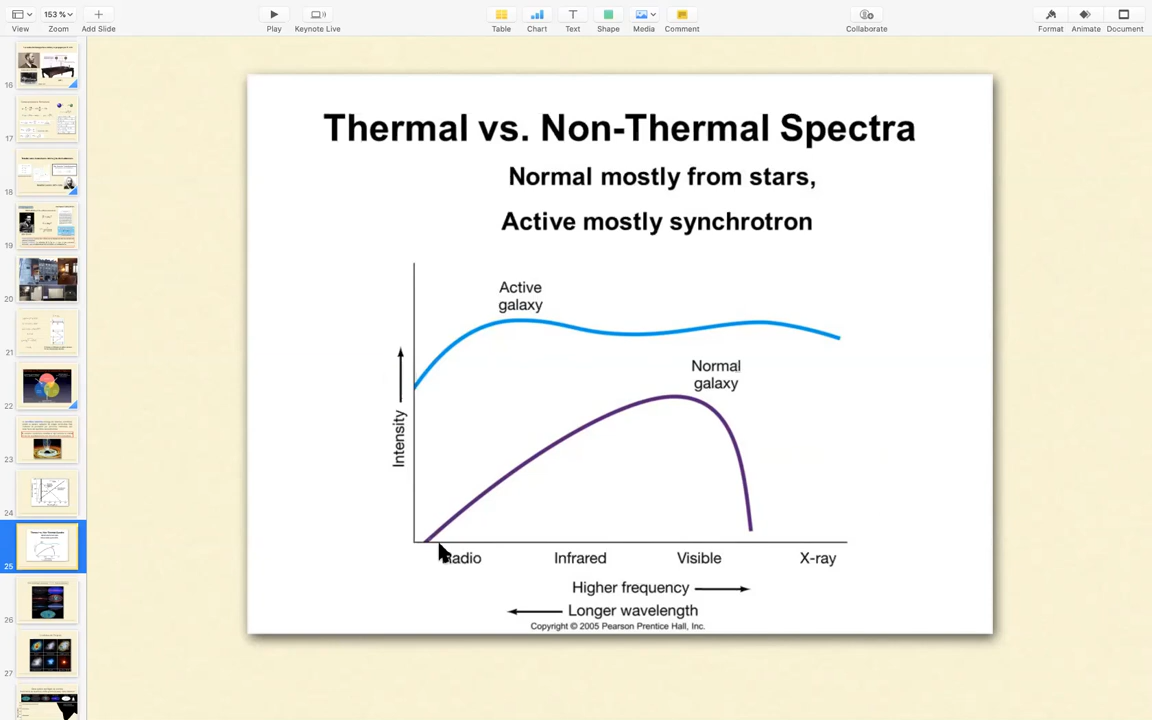 153 %
View
Zoom
Add Slide
Play
Keynote Live
Table
Chart
Text
Shape
Media
Comment
Collaborate
Format
Animate
Document
16
17
18
19
20
21
22
23
24
25
26
27
Thermal vs. Non-Thermal Spectra
Normal mostly from stars,
Active mostly synchrotron
Active
galaxy
Normal
galaxy
Intensity
adio
Infrared
Visible
X-ray
Higher frequency
Longer wavelength
Copyright © 2005 Pearson Prentice Hall, Inc.